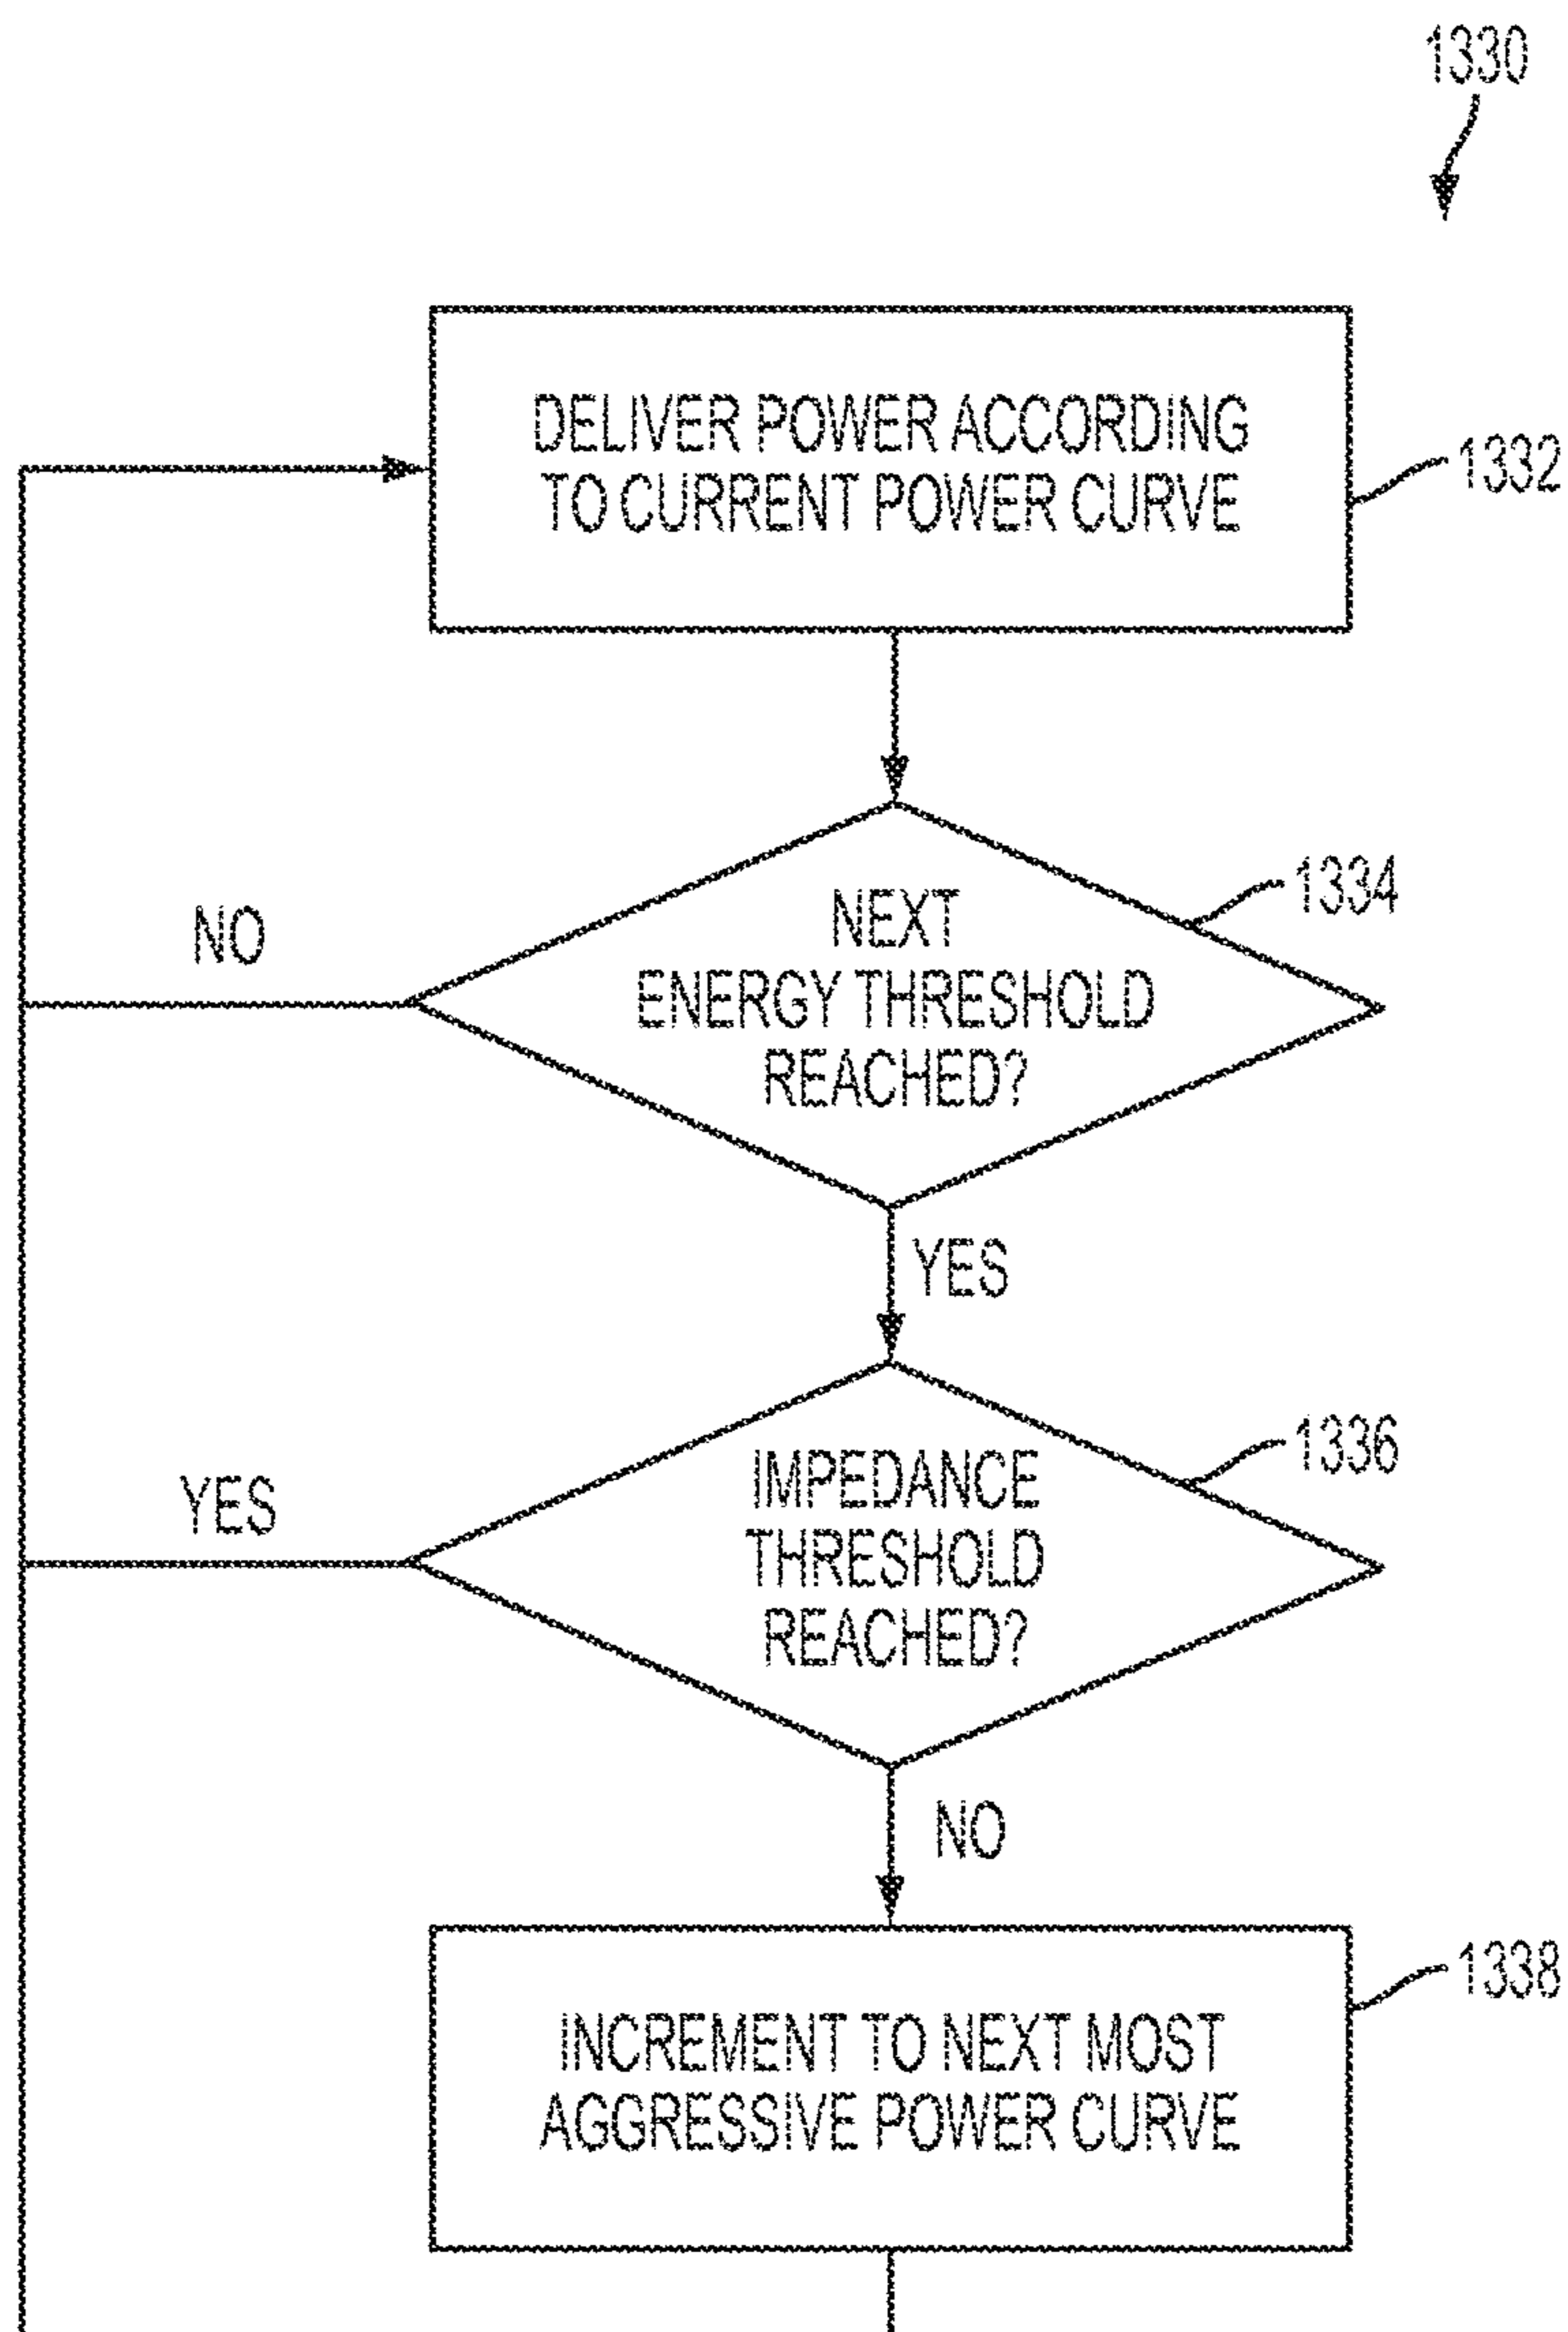 1330
DELIVER POWER ACCORDING
TO CURRENT POWER CURVE
1332
NEXT
ENERGY THRESHOLD
REACHED?
1334
NO
YES
IMPEDANCE
THRESHOLD
REACHED?
1336
YES
NO
INCREMENT TO NEXT MOST
AGGRESSIVE POWER CURVE
1338